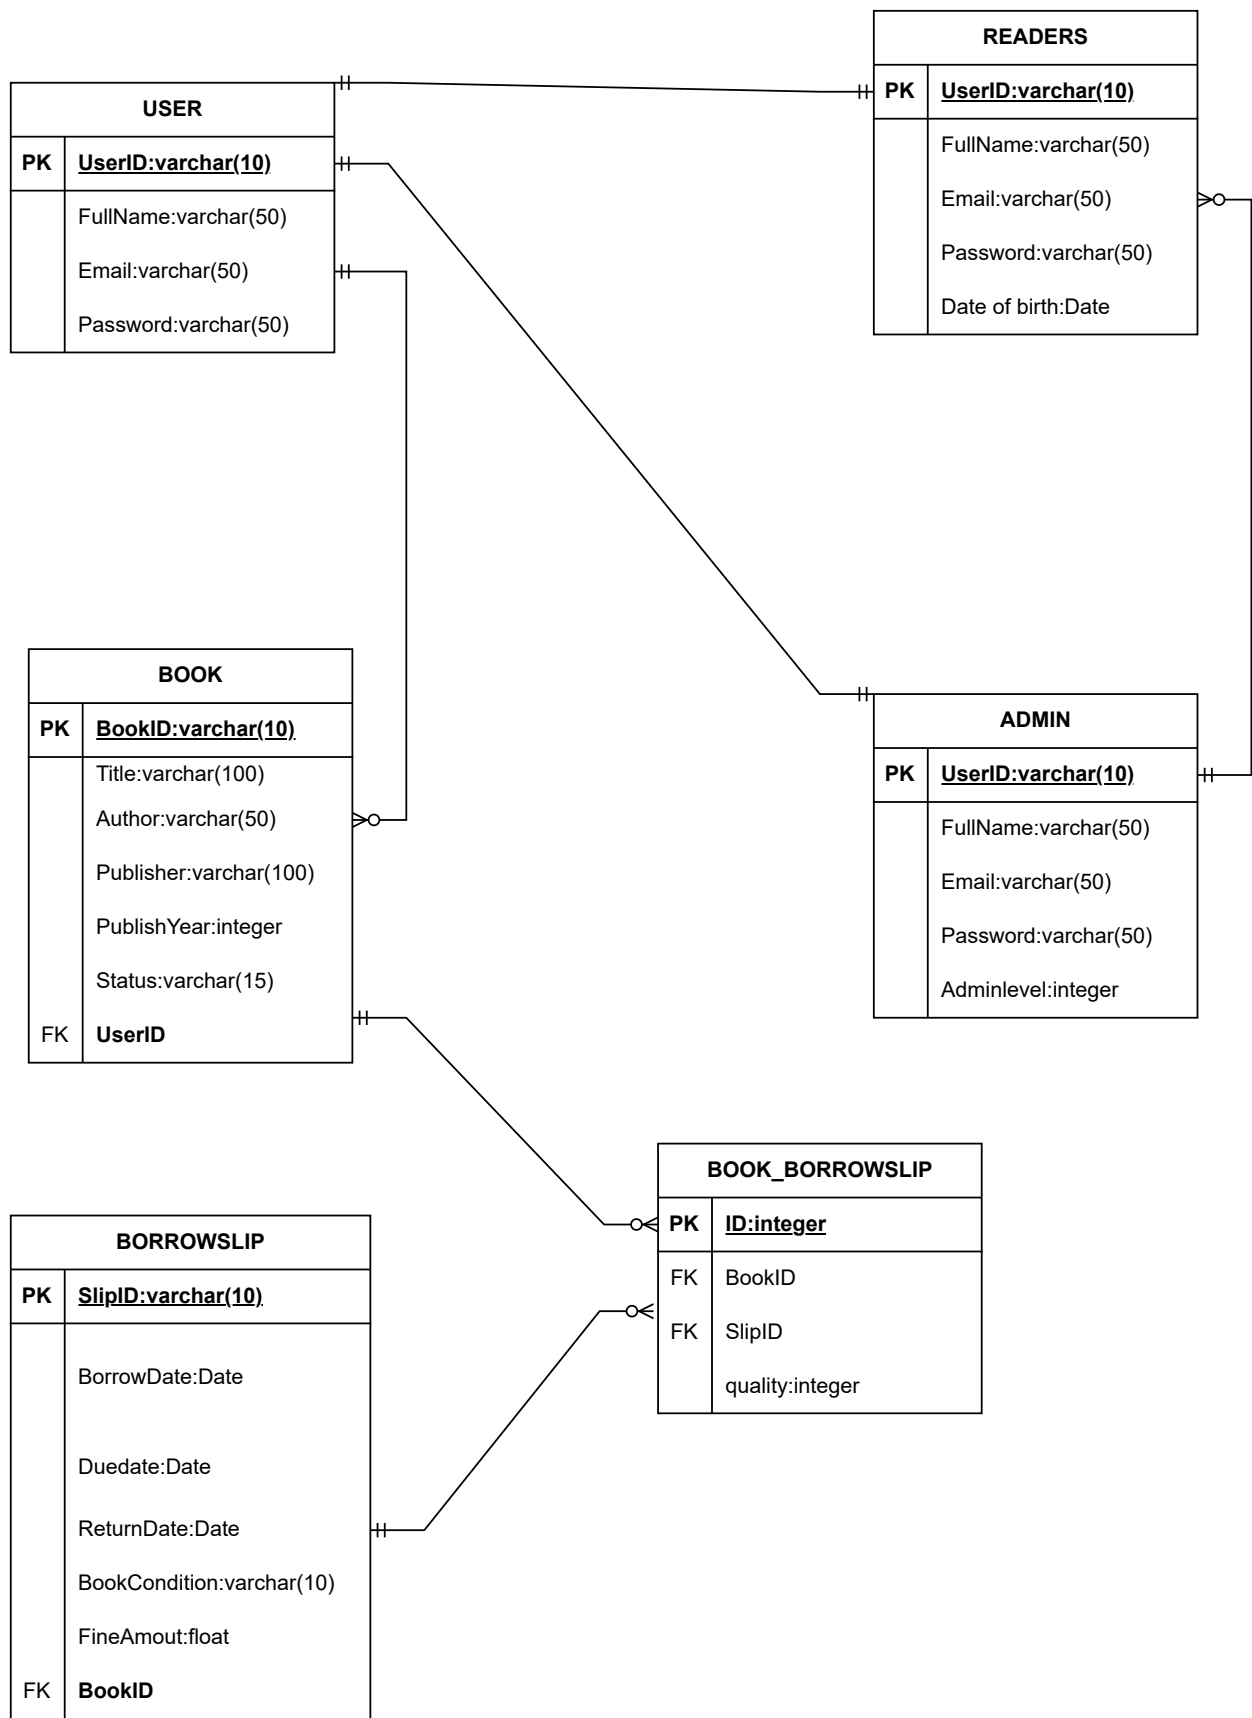 READERS
PK UserID:varchar(10)
FullName:varchar(50)
Email:varchar(50)
Password:varchar(50)
Date of birth:Date
USER
PK UserID:varchar(10)
FullName:varchar(50)
Email:varchar(50)
Password:varchar(50)
BOOK
PK BookID:varchar(10)
Title:varchar(100)
Author:varchar(50)
Publisher:varchar(100)
PublishYear:integer
Status:varchar(15)
FK UserID
ADMIN
PK UserID:varchar(10)
FullName:varchar(50)
Email:varchar(50)
Password:varchar(50)
Adminlevel:integer
BOOK_BORROWSLIP
PK ID:integer
FK BookID
FK SlipID
quality:integer
BORROWSLIP
PK SlipID:varchar(10)
BorrowDate:Date
Duedate:Date
ReturnDate:Date
BookCondition:varchar(10)
FineAmout:float
FK BookID